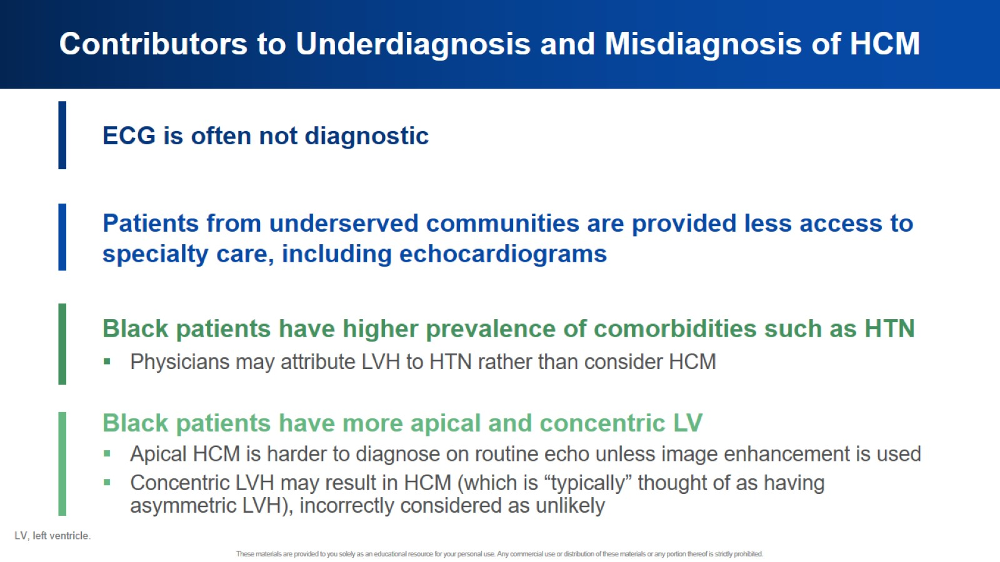 Contributors to Underdiagnosis and Misdiagnosis of HCM
ECG is often not diagnostic
Patients from underserved communities are provided less access to
specialty care, including echocardiograms
Black patients have higher prevalence of comorbidities such as HTN
▪ Physicians may attribute LVH to HTN rather than consider HCM
Black patients have more apical and concentric LV
▪ Apical HCM is harder to diagnose on routine echo unless image enhancement is used
▪ Concentric LVH may result in HCM (which is “typically” thought of as having
asymmetric LVH), incorrectly considered as unlikely
LV, left ventricle.
These materials are provided to you solely as an educational resource for your personal use. Any commercial use or distribution of these materials or any portion thereof is strictly prohibited.